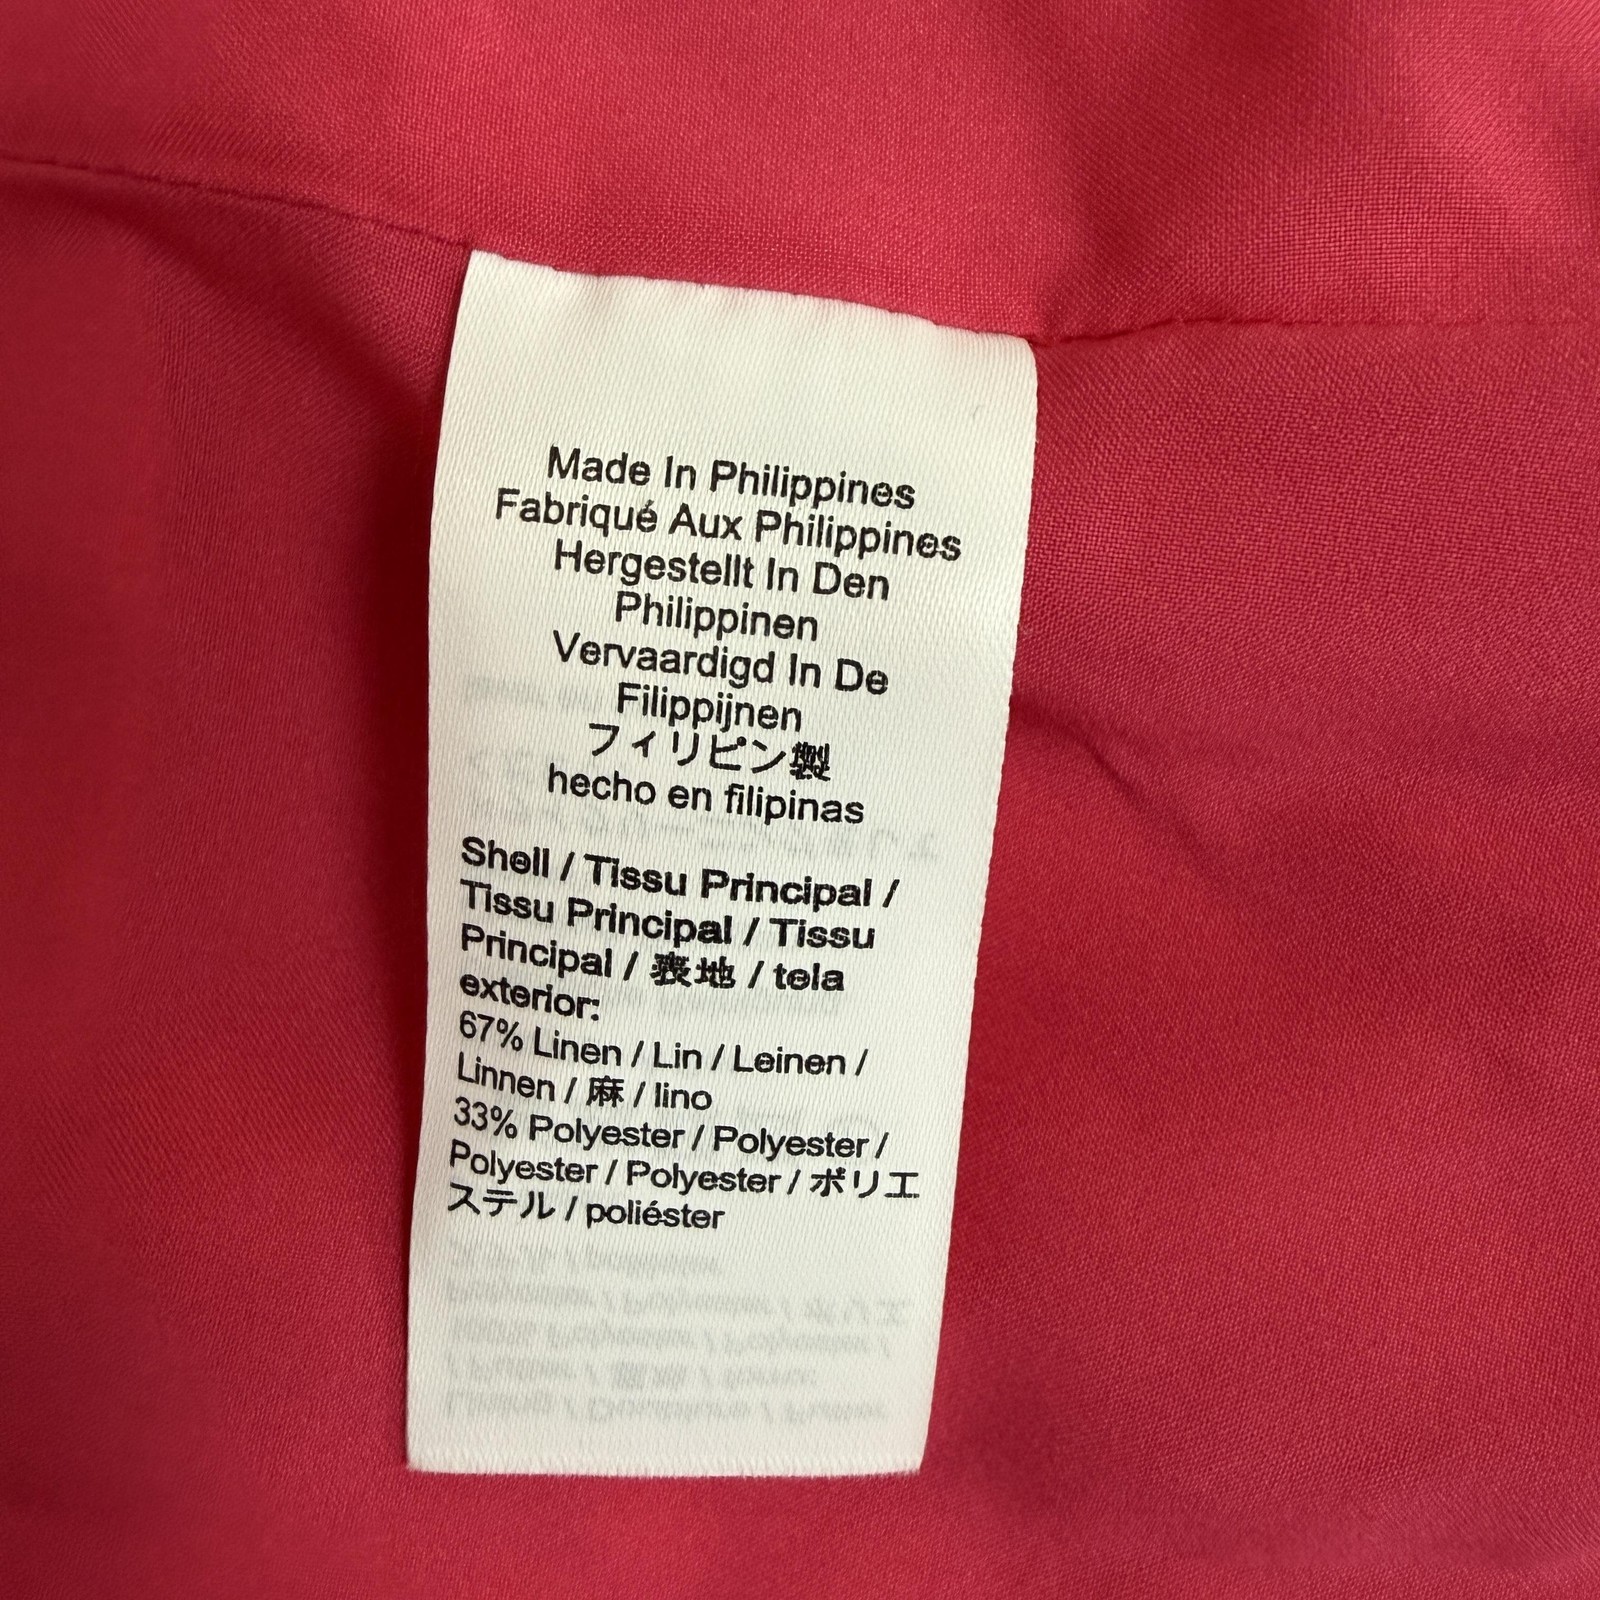 Made In Philippines
Fabriqué Aux Philippines
Hergestellt In Den
Philippinen
Vervaardigd In De
Filippijnen
フィリピン製
hecho en filipinas
Shell / Tissu Principal /
Tissu Principal / Tissu
Principal / 表地 / tela
exterior:
67% Linen / Lin / Leinen /
Linnen / 麻 / lino
33% Polyester / Polyester /
Polyester / Polyester / ポリエ
ステル / poliéster